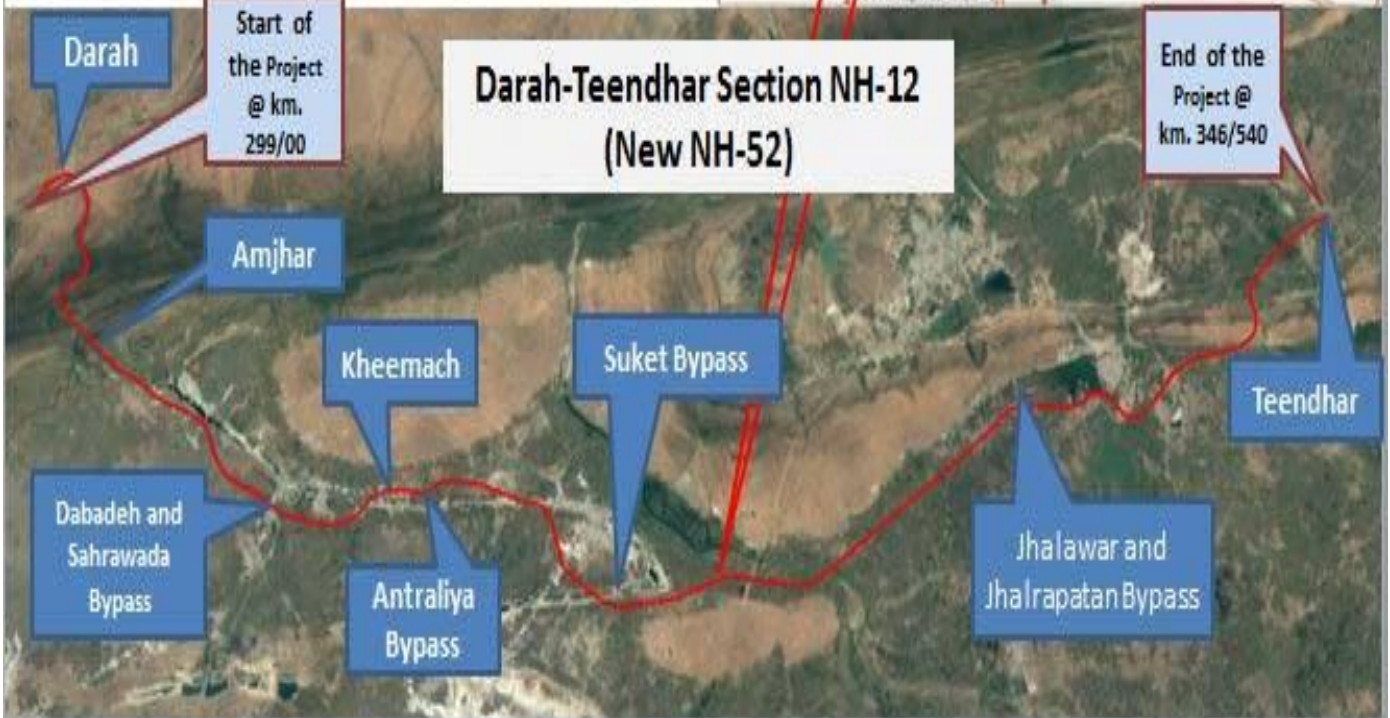 Darah
Start of
the Project
@ km.
299/00
Darah-Teendhar Section NH-12
(New NH-52)
End of the
Project @
km. 346/540
Amjhar
Kheemach
Suket Bypass
Teendhar
Dabadeh and
Sahrawada
Bypass
Antraliya
Bypass
Jhalawar and
Jhalrapatan Bypass